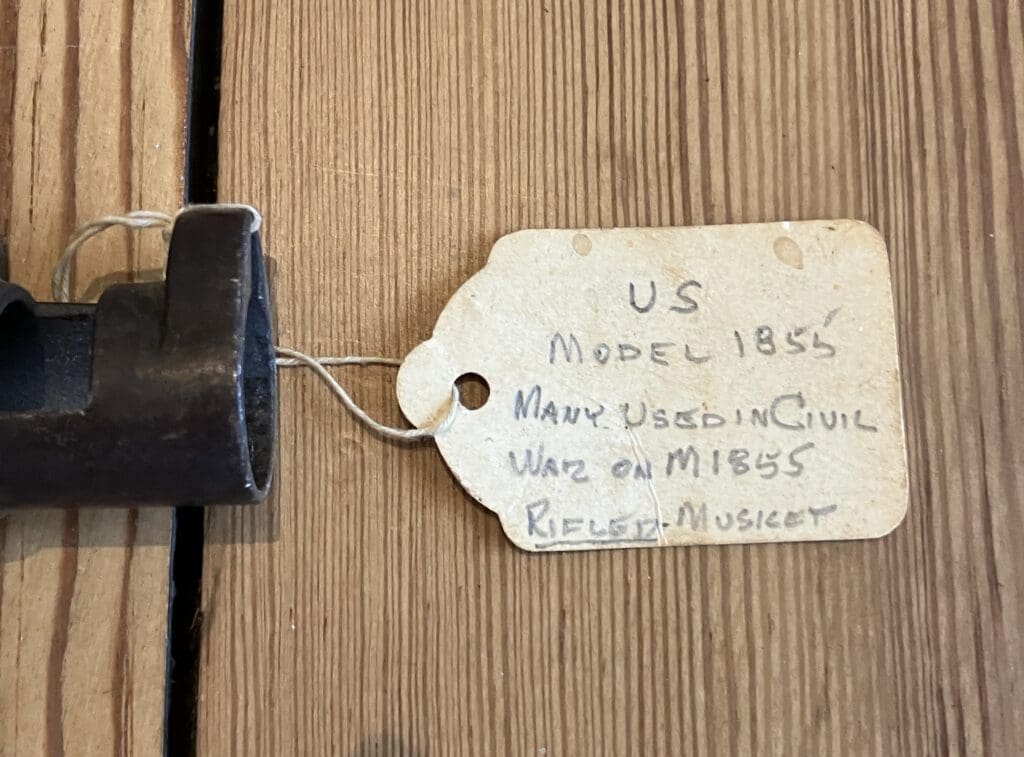 US
MODEL 1855
MANY USED IN CIVIL
WAR ON M1855
RIFLED-MUSKET